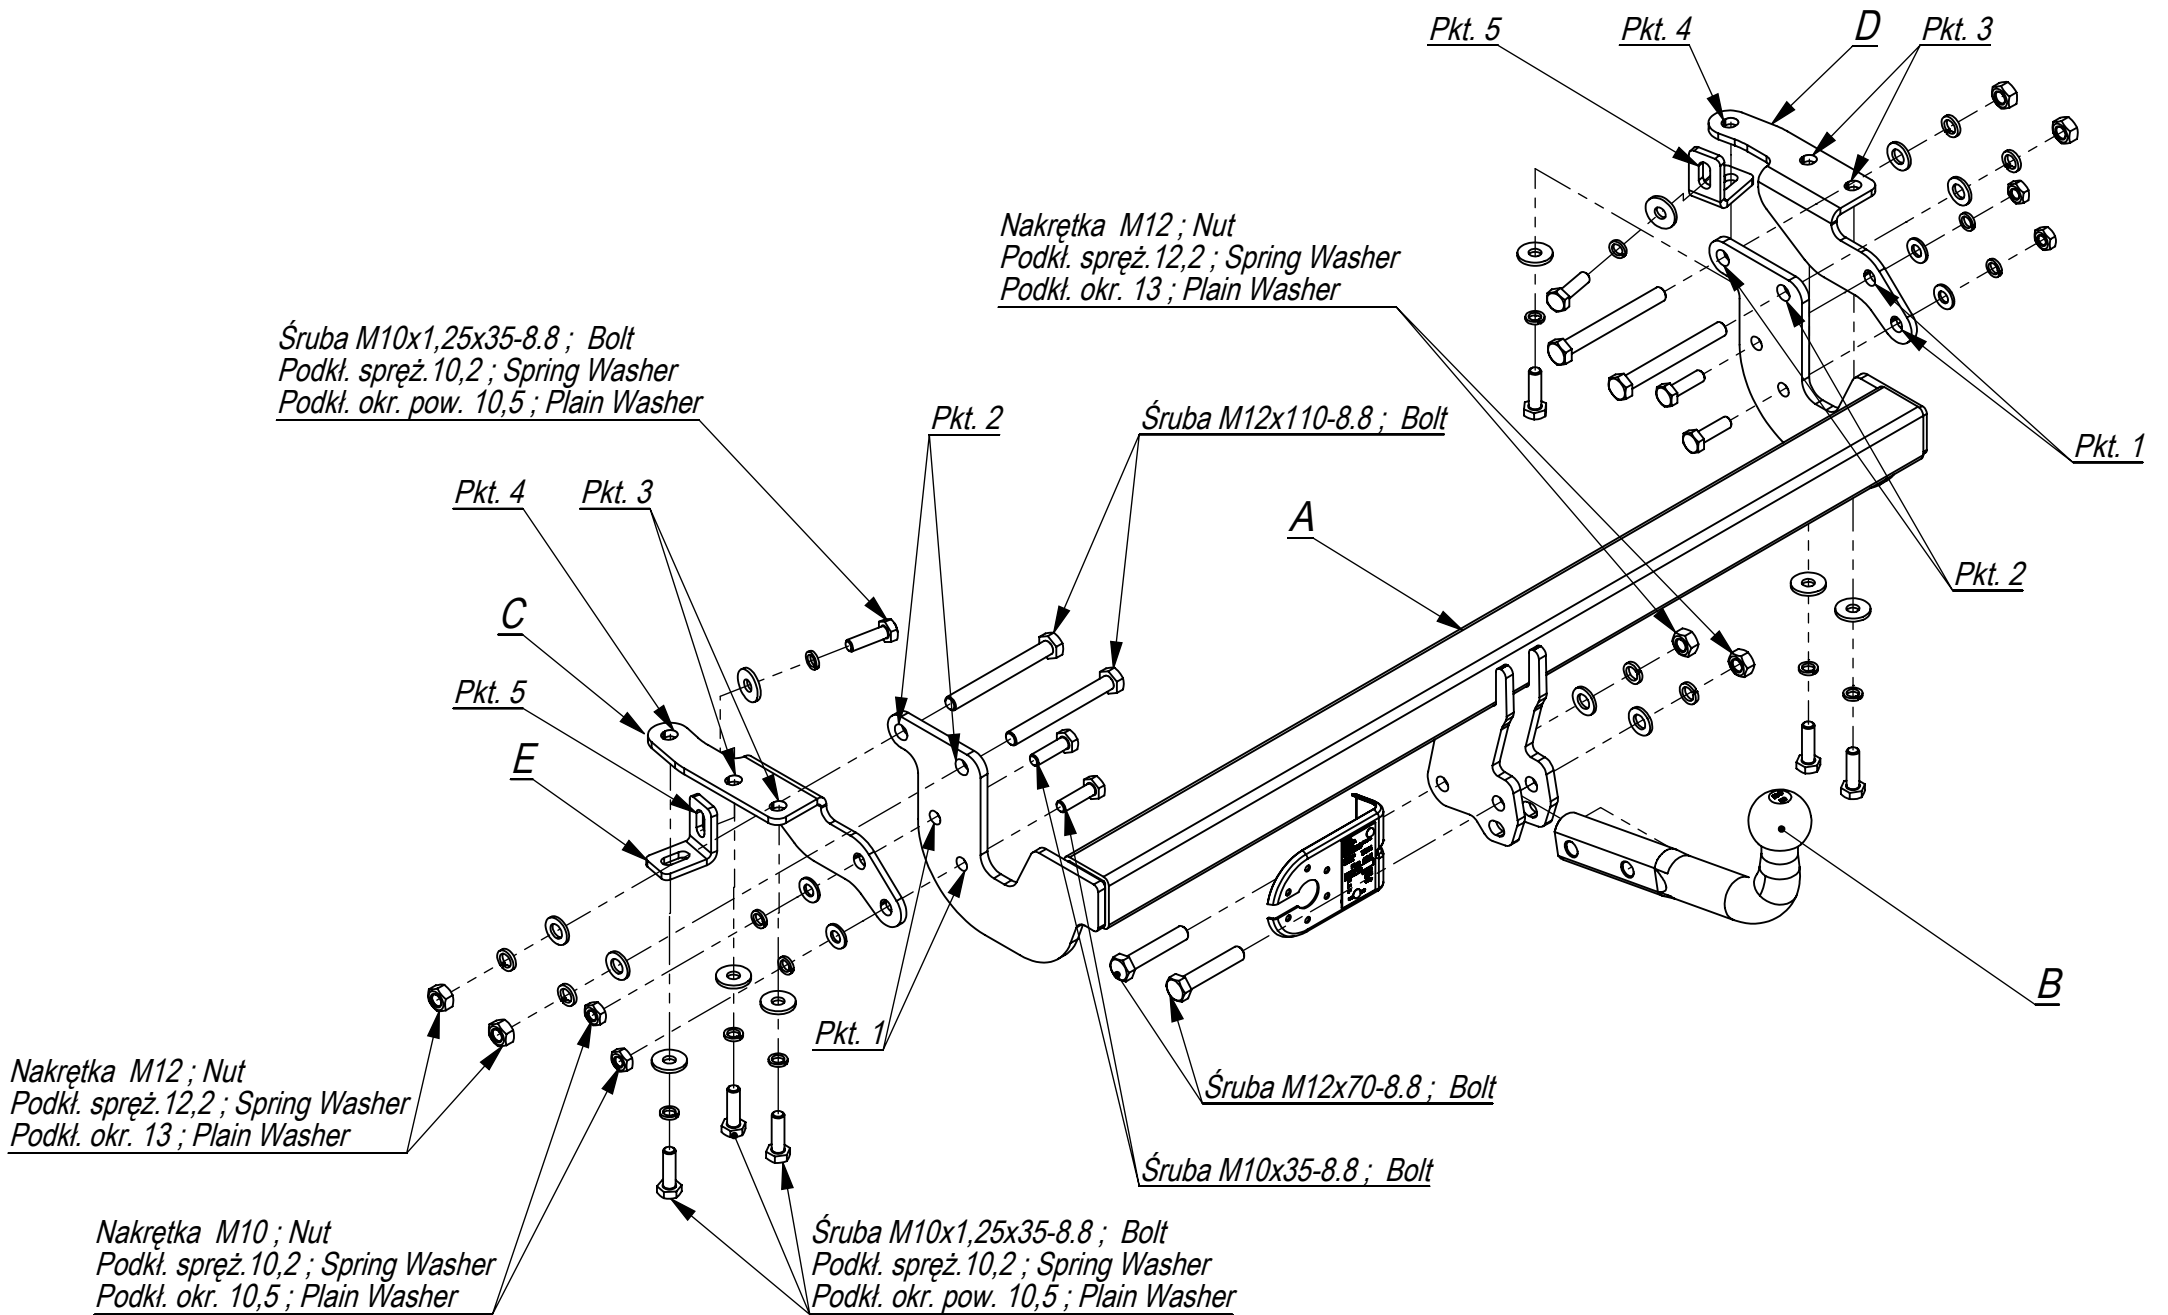 Pkt. 5
Pkt. 4
D
Pkt. 3
Nakrętka M12 ; Nut
Podkł. spręż.12,2 ; Spring Washer
Podkł. okr. 13 ; Plain Washer
Śruba M10x1,25x35-8.8 ; Bolt
Podkł. spręż.10,2 ; Spring Washer
Podkł. okr. pow. 10,5 ; Plain Washer
Pkt. 2
Śruba M12x110-8.8 ; Bolt
Pkt. 1
Pkt. 4
Pkt. 3
A
Pkt. 2
C
Pkt. 5
E
B
Pkt. 1
Nakrętka M12 ; Nut
Podkł. spręż.12,2 ; Spring Washer
Podkł. okr. 13 ; Plain Washer
Śruba M12x70-8.8 ; Bolt
Śruba M10x35-8.8 ; Bolt
Nakrętka M10 ; Nut
Podkł. spręż.10,2 ; Spring Washer
Podkł. okr. 10,5 ; Plain Washer
Śruba M10x1,25x35-8.8 ; Bolt
Podkł. spręż.10,2 ; Spring Washer
Podkł. okr. pow. 10,5 ; Plain Washer